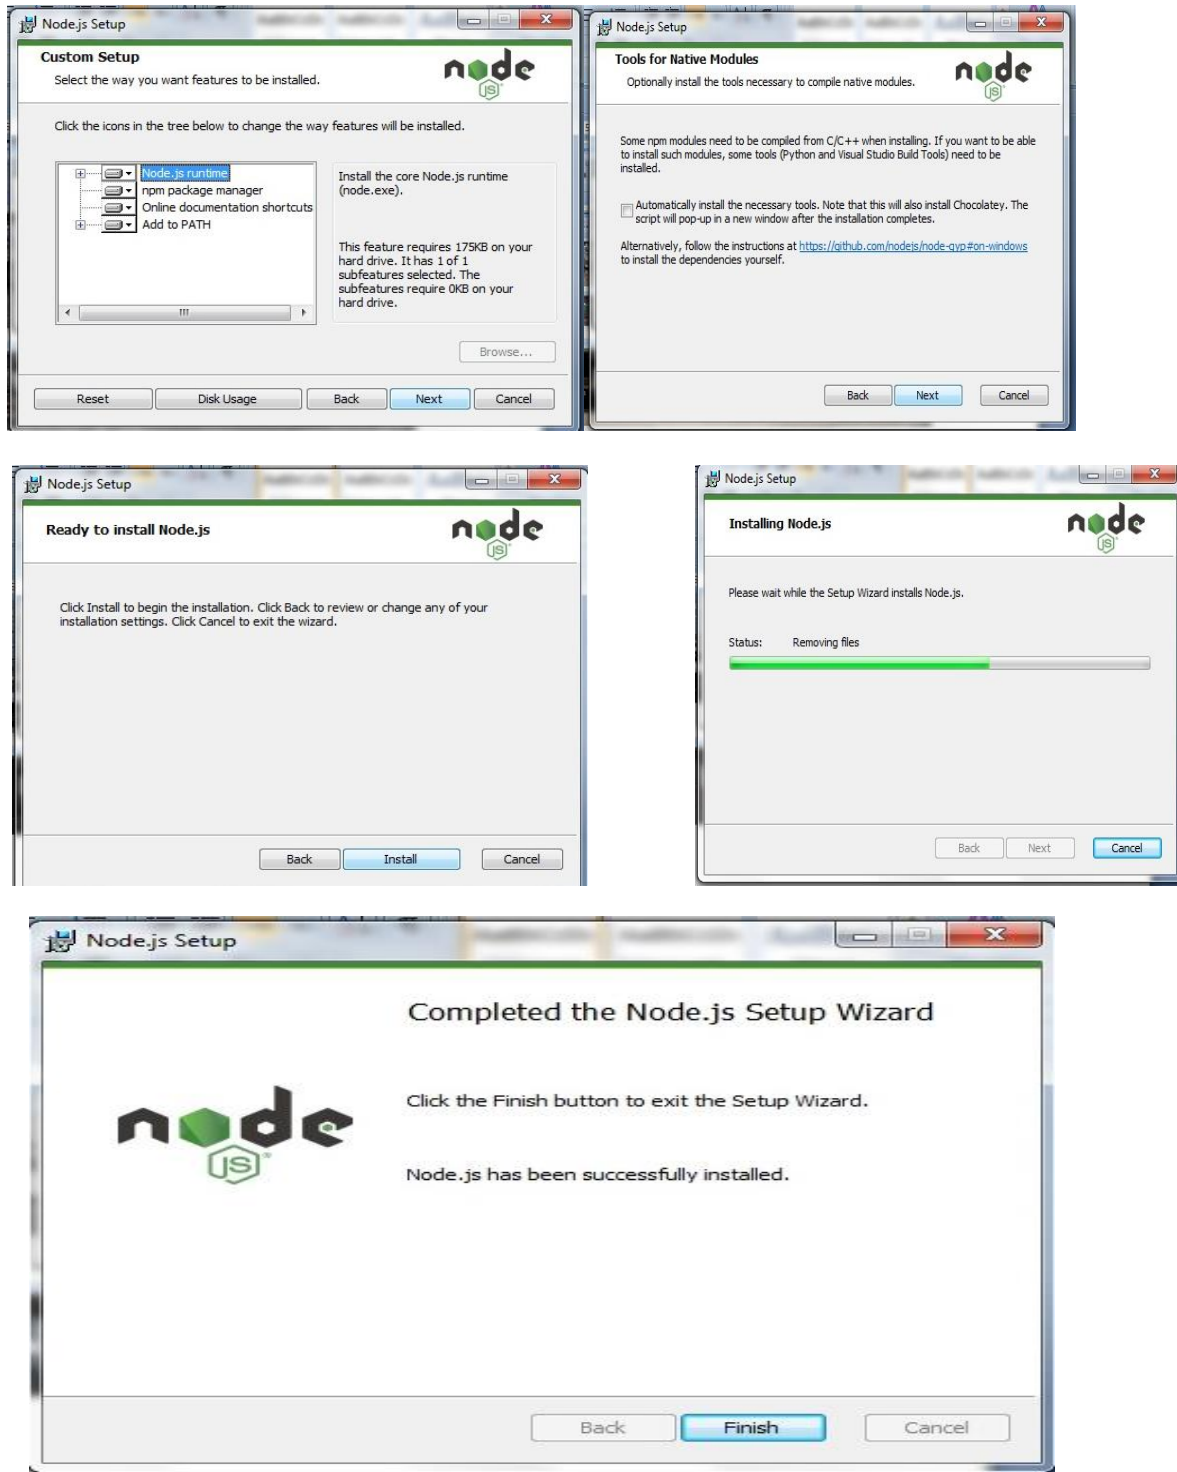 Node.js Setup
Custom Setup
Select the way you want features to be installed.
node
JS
Click the icons in the tree below to change the way features will be installed.
Node.js runtime
npm package manager
Online documentation shortcuts
Add to PATH
Install the core Node.js runtime
(node.exe).
This feature requires 175KB on your
hard drive. It has 1 of 1
subfeatures selected. The
subfeatures require 0KB on your
hard drive.
Browse...
Reset
Disk Usage
Back
Next
Cancel
Node.js Setup
Tools for Native Modules
Optionally install the tools necessary to compile native modules.
node
JS
Some npm modules need to be compiled from C/C++ when installing. If you want to be able
to install such modules, some tools (Python and Visual Studio Build Tools) need to be
installed.
Automatically install the necessary tools. Note that this will also install Chocolatey. The
script will pop-up in a new window after the installation completes.
Alternatively, follow the instructions at https://github.com/nodejs/node-gyp#on-windows
to install the dependencies yourself.
Back
Next
Cancel
Node.js Setup
Ready to install Node.js
node
JS
Click Install to begin the installation. Click Back to review or change any of your
installation settings. Click Cancel to exit the wizard.
Back
Install
Cancel
Node.js Setup
Installing Node.js
node
JS
Please wait while the Setup Wizard installs Node.js.
Status: Removing files
Back
Next
Cancel
Node.js Setup
Completed the Node.js Setup Wizard
node
JS
Click the Finish button to exit the Setup Wizard.
Node.js has been successfully installed.
Back
Finish
Cancel